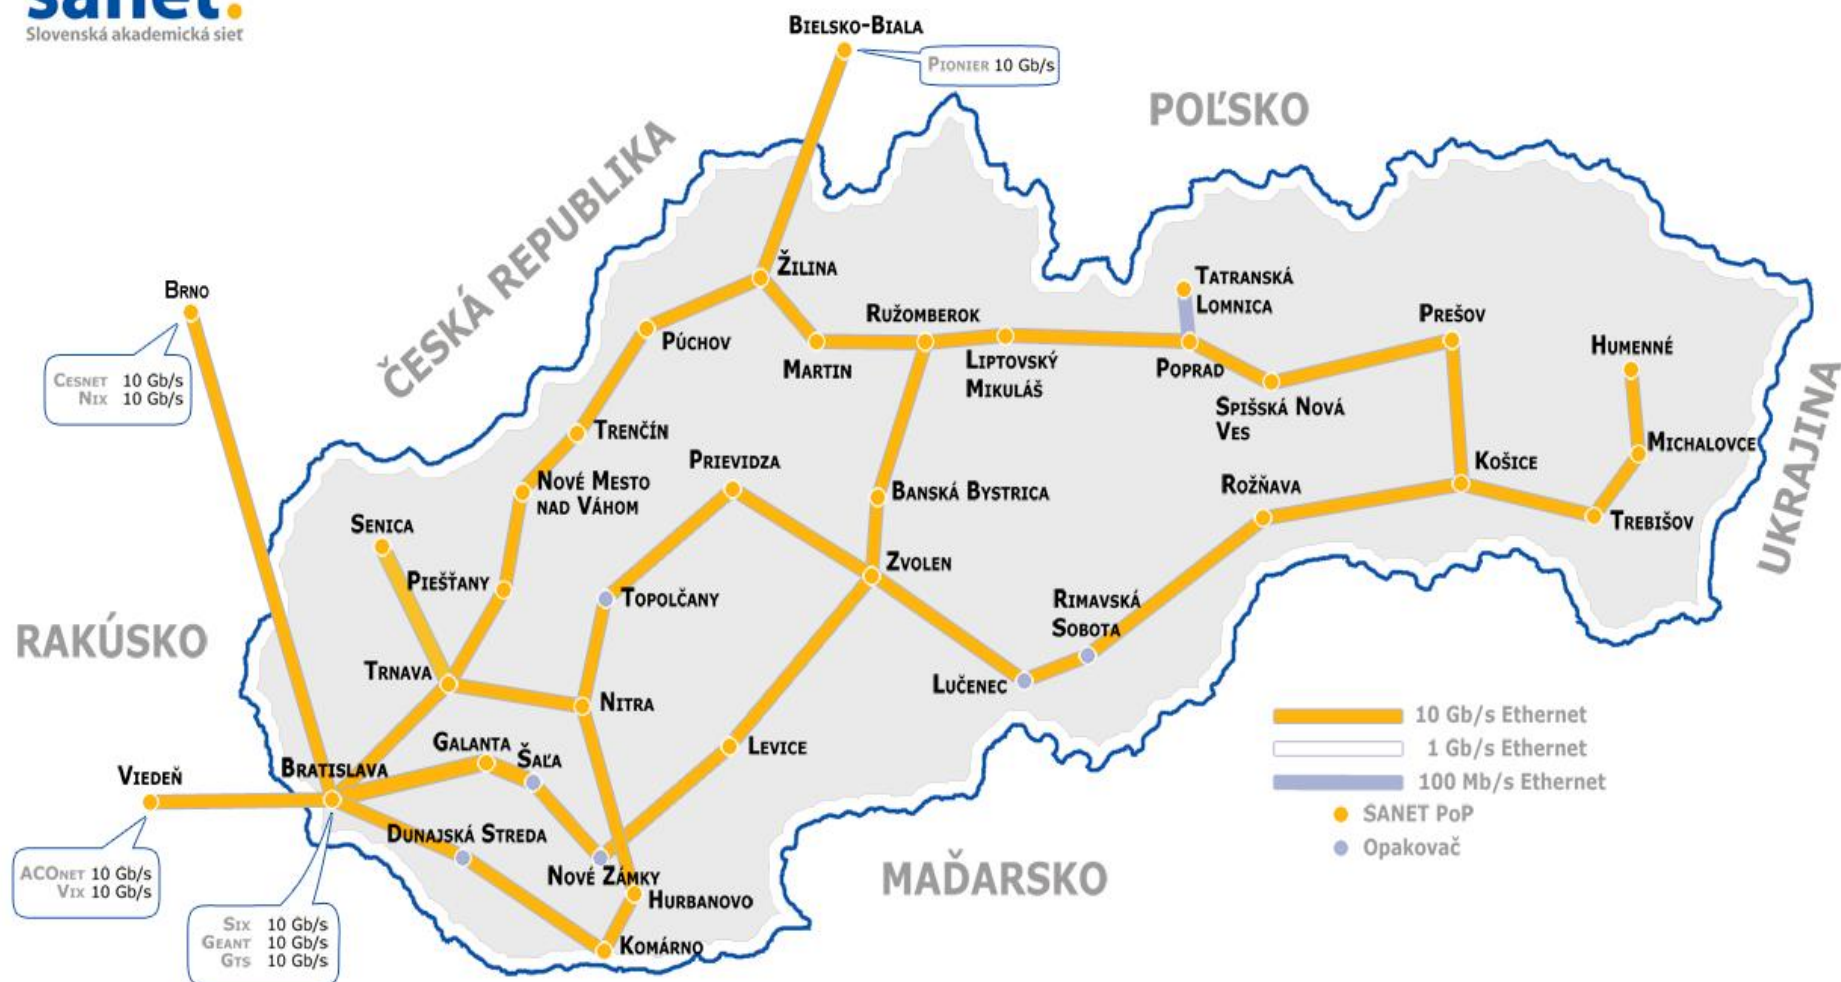 sanet.
Slovenská akademická sieť
BIELSKO-BIALA
PIONIER 10 Gb/s
POĽSKO
ČESKÁ REPUBLIKA
ŽILINA
TATRANSKÁ
LOMNICA
BRNO
RUŽOMBEROK
PREŠOV
PÚCHOV
HUMENNÉ
MARTIN
LIPTOVSKÝ
MIKULÁŠ
POPRAD
CESNET 10 Gb/s
NIX 10 Gb/s
SPIŠSKÁ NOVÁ
VES
TRENČÍN
MICHALOVCE
UKRAJINA
PRIEVIDZA
KOŠICE
NOVÉ MESTO
NAD VÁHOM
BANSKÁ BYSTRICA
ROŽŇAVA
SENICA
TREBIŠOV
PIEŠŤANY
ZVOLEN
TOPOLČANY
RIMAVSKÁ
SOBOTA
RAKÚSKO
TRNAVA
LUČENEC
NITRA
10 Gb/s Ethernet
GALANTA
ŠAĽA
LEVICE
1 Gb/s Ethernet
VIEDEŇ
BRATISLAVA
100 Mb/s Ethernet
SANET PoP
DUNAJSKÁ STREDA
Opakovač
ACONET 10 Gb/s
VIX 10 Gb/s
NOVÉ ZÁMKY
MAĎARSKO
HURBANOVO
SIX 10 Gb/s
GEANT 10 Gb/s
GTS 10 Gb/s
KOMÁRNO